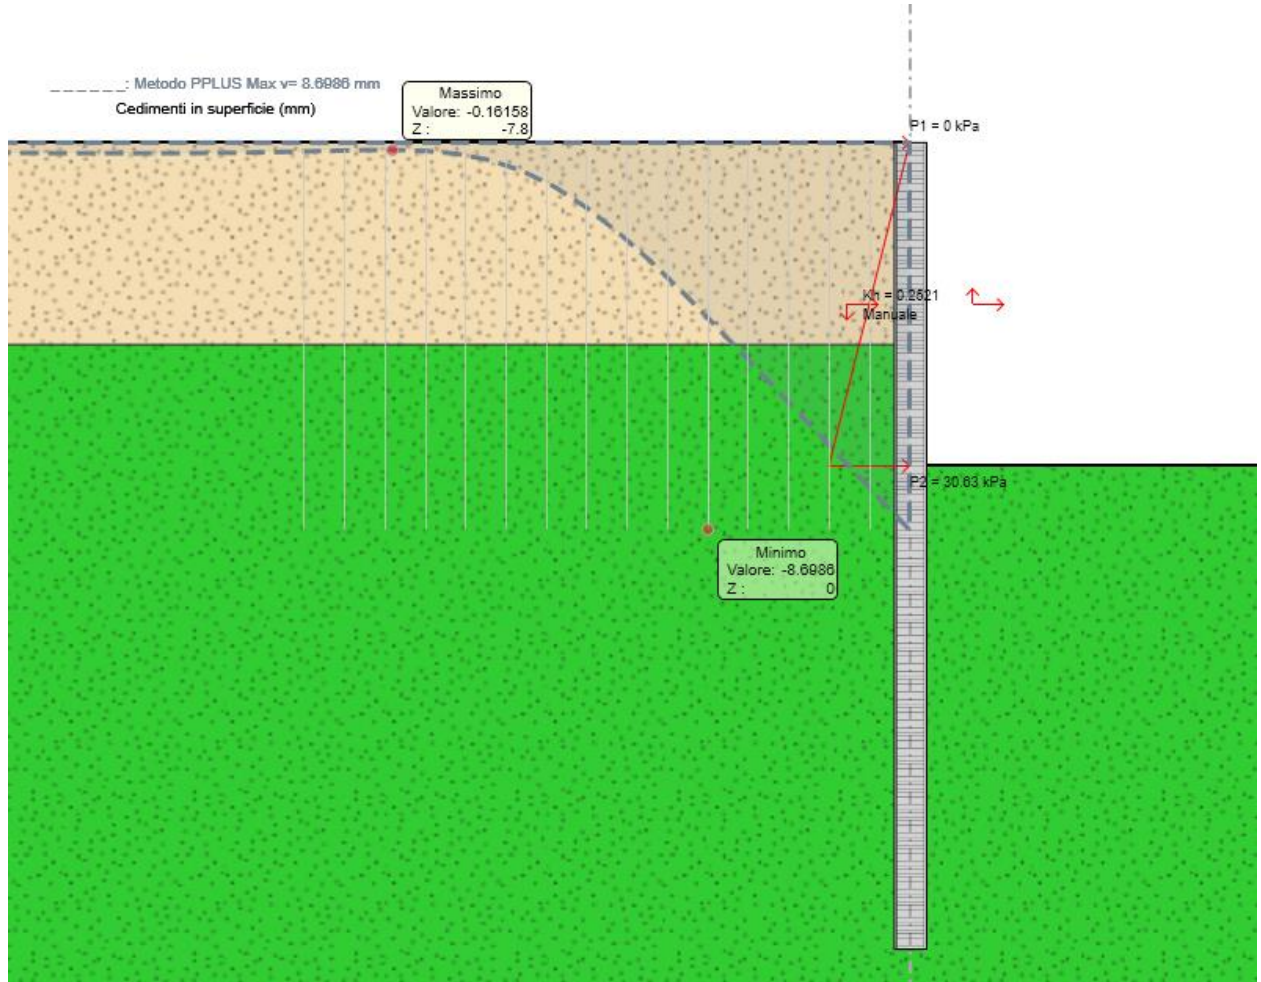 ______: Metodo PPLUS Max v= 8.6986 mm
Cedimenti in superficie (mm)
Massimo
Valore: -0.16158
Z : -7.8
P1 = 0 kPa
Kh = 0.2521
Manuale
P2 = 30.63 kPa
Minimo
Valore: -8.6986
Z : 0